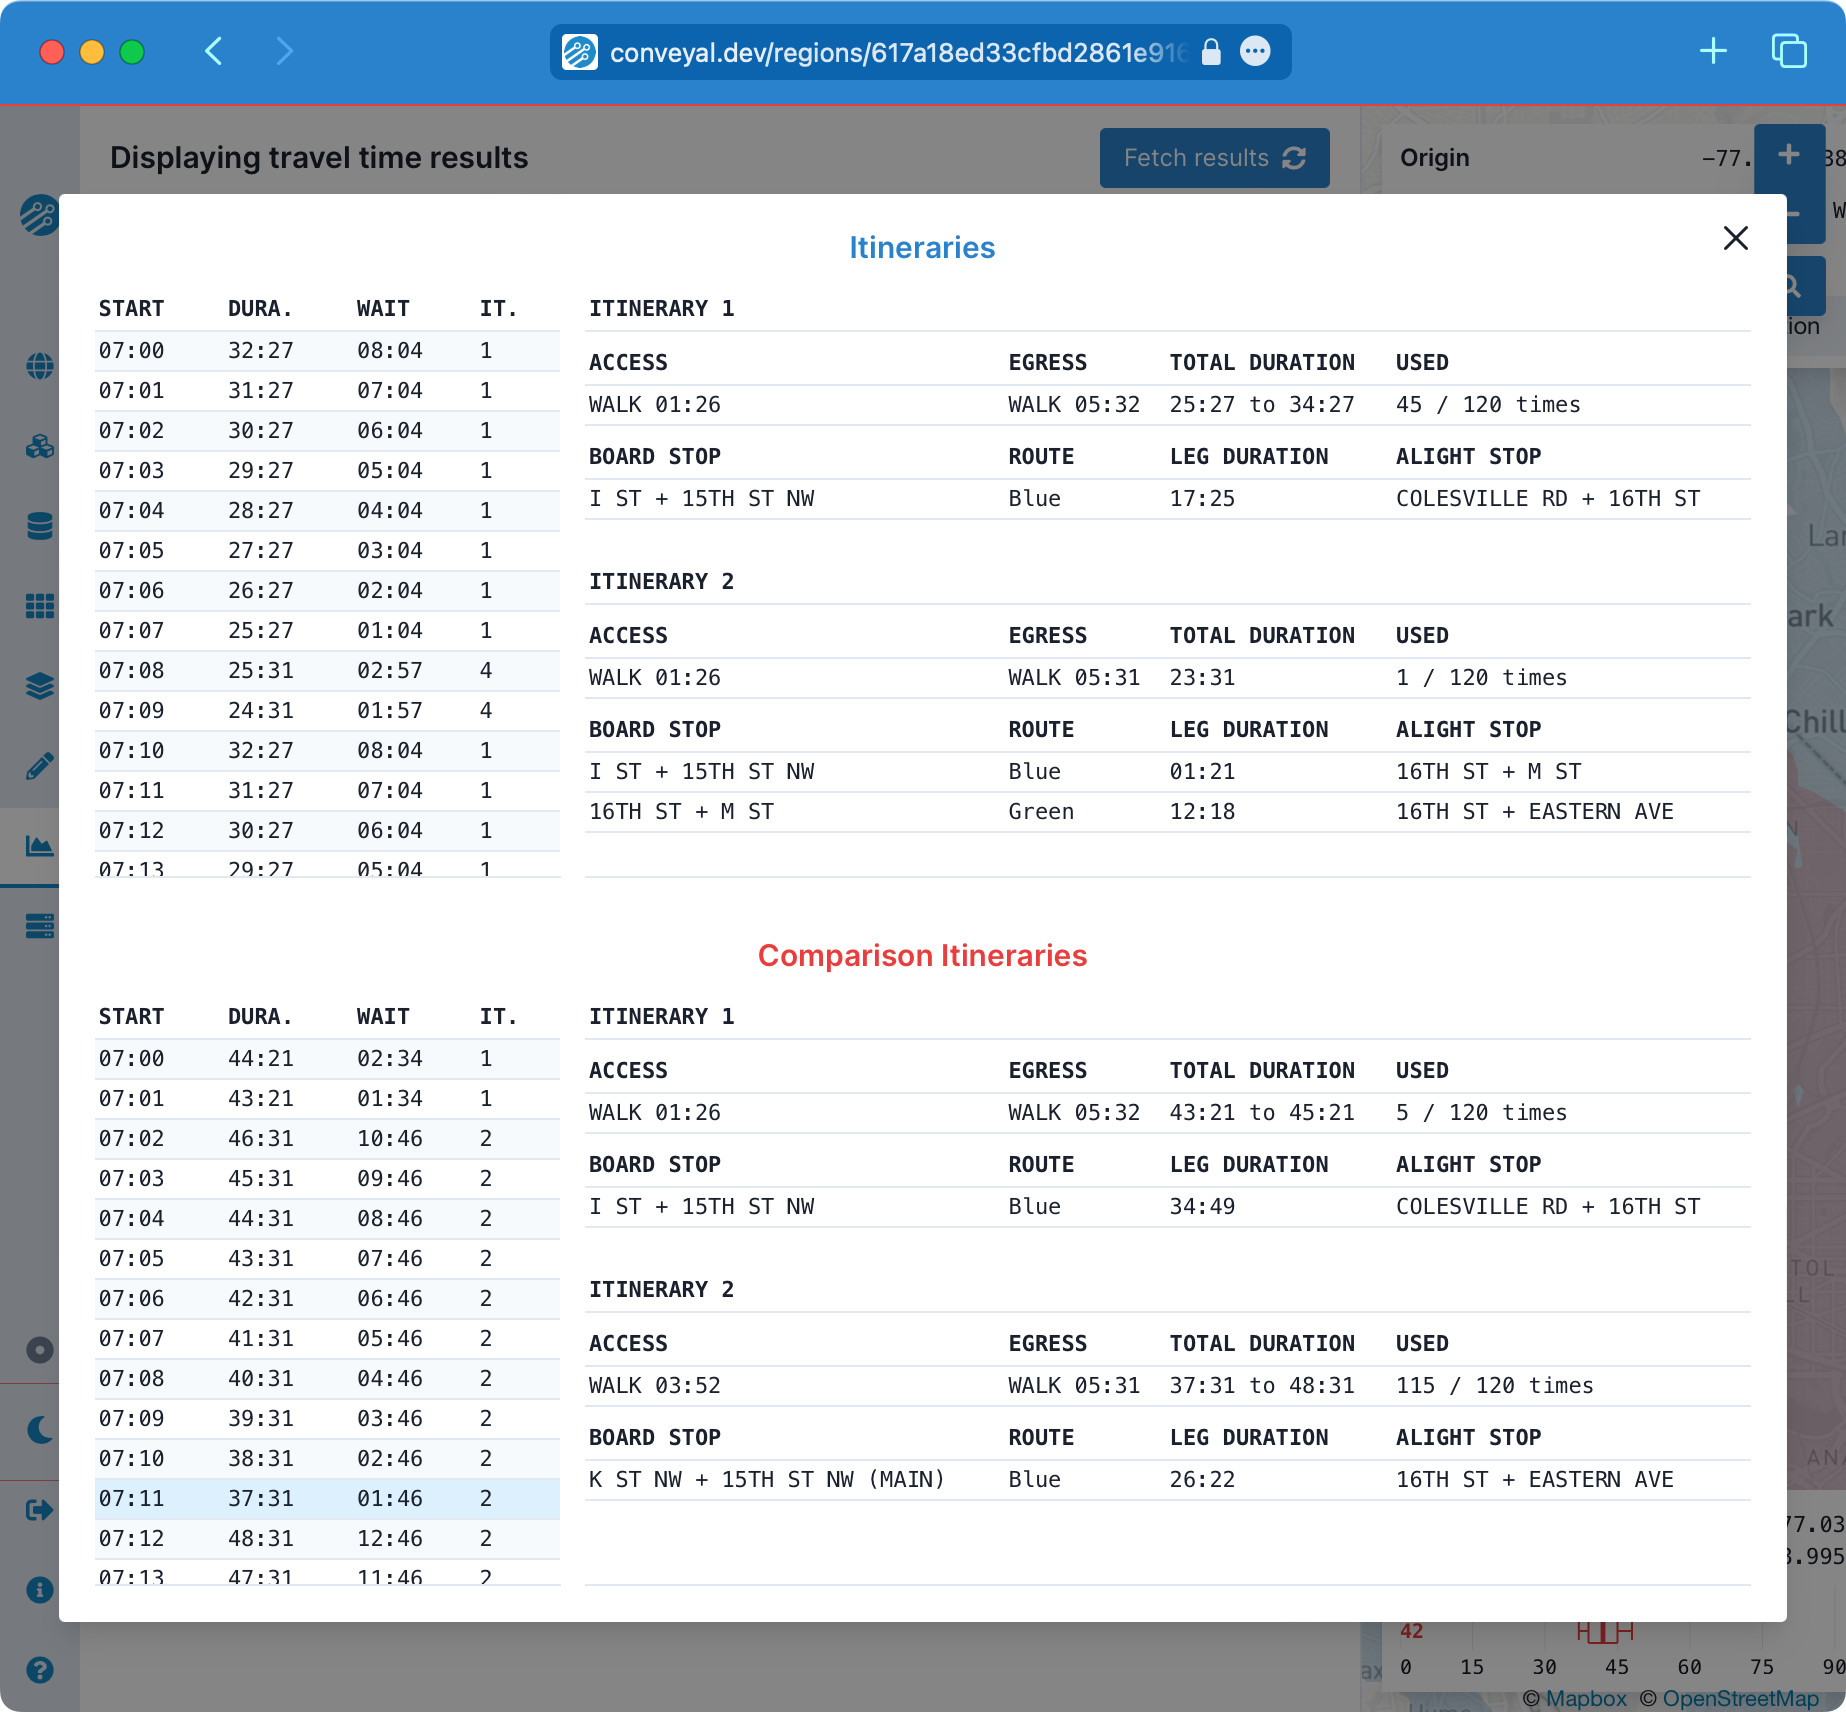 conveyal.dev/regions/617a18ed33cfbd2861e916
Displaying travel time results
Fetch results
Origin
−77.
38
W
ion
Itineraries
START DURA. WAIT IT.
07:00 32:27 08:04 1
07:01 31:27 07:04 1
07:02 30:27 06:04 1
07:03 29:27 05:04 1
07:04 28:27 04:04 1
07:05 27:27 03:04 1
07:06 26:27 02:04 1
07:07 25:27 01:04 1
07:08 25:31 02:57 4
07:09 24:31 01:57 4
07:10 32:27 08:04 1
07:11 31:27 07:04 1
07:12 30:27 06:04 1
07:13 29:27 05:04 1
ITINERARY 1
ACCESS EGRESS TOTAL DURATION USED
WALK 01:26 WALK 05:32 25:27 to 34:27 45 / 120 times
BOARD STOP ROUTE LEG DURATION ALIGHT STOP
I ST + 15TH ST NW Blue 17:25 COLESVILLE RD + 16TH ST
ITINERARY 2
ACCESS EGRESS TOTAL DURATION USED
WALK 01:26 WALK 05:31 23:31 1 / 120 times
BOARD STOP ROUTE LEG DURATION ALIGHT STOP
I ST + 15TH ST NW Blue 01:21 16TH ST + M ST
16TH ST + M ST Green 12:18 16TH ST + EASTERN AVE
Comparison Itineraries
START DURA. WAIT IT.
07:00 44:21 02:34 1
07:01 43:21 01:34 1
07:02 46:31 10:46 2
07:03 45:31 09:46 2
07:04 44:31 08:46 2
07:05 43:31 07:46 2
07:06 42:31 06:46 2
07:07 41:31 05:46 2
07:08 40:31 04:46 2
07:09 39:31 03:46 2
07:10 38:31 02:46 2
07:11 37:31 01:46 2
07:12 48:31 12:46 2
07:13 47:31 11:46 2
ITINERARY 1
ACCESS EGRESS TOTAL DURATION USED
WALK 01:26 WALK 05:32 43:21 to 45:21 5 / 120 times
BOARD STOP ROUTE LEG DURATION ALIGHT STOP
I ST + 15TH ST NW Blue 34:49 COLESVILLE RD + 16TH ST
ITINERARY 2
ACCESS EGRESS TOTAL DURATION USED
WALK 03:52 WALK 05:31 37:31 to 48:31 115 / 120 times
BOARD STOP ROUTE LEG DURATION ALIGHT STOP
K ST NW + 15TH ST NW (MAIN) Blue 26:22 16TH ST + EASTERN AVE
Lar
ark
Chill
TOL
LL
ANA
77.03
.995
42
0 15 30 45 60 75 90
© Mapbox © OpenStreetMap